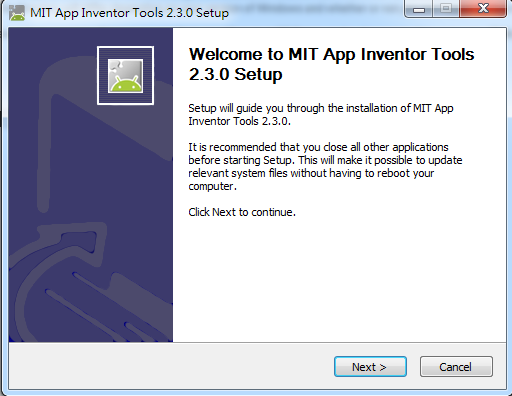 MIT App Inventor Tools 2.3.0 Setup
Welcome to MIT App Inventor Tools
2.3.0 Setup
Setup will guide you through the installation of MIT App
Inventor Tools 2.3.0.
It is recommended that you close all other applications
before starting Setup. This will make it possible to update
relevant system files without having to reboot your
computer.
Click Next to continue.
Next >
Cancel